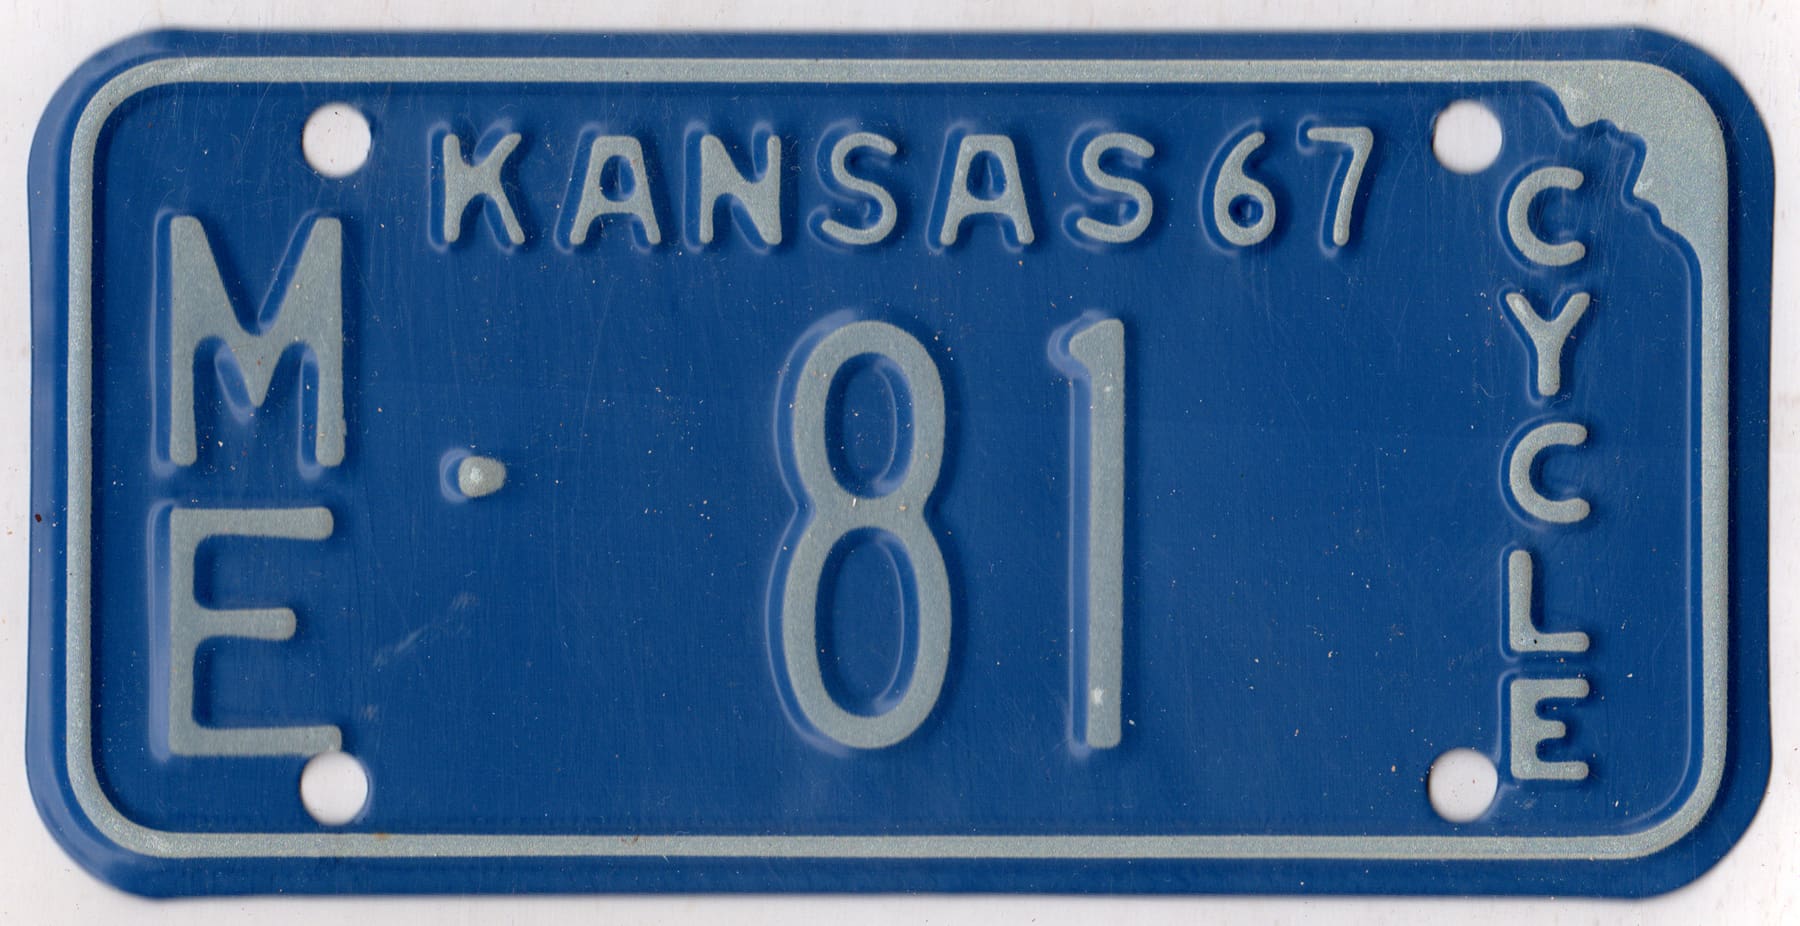 KANSAS 67
ME
· 81
CYCLE